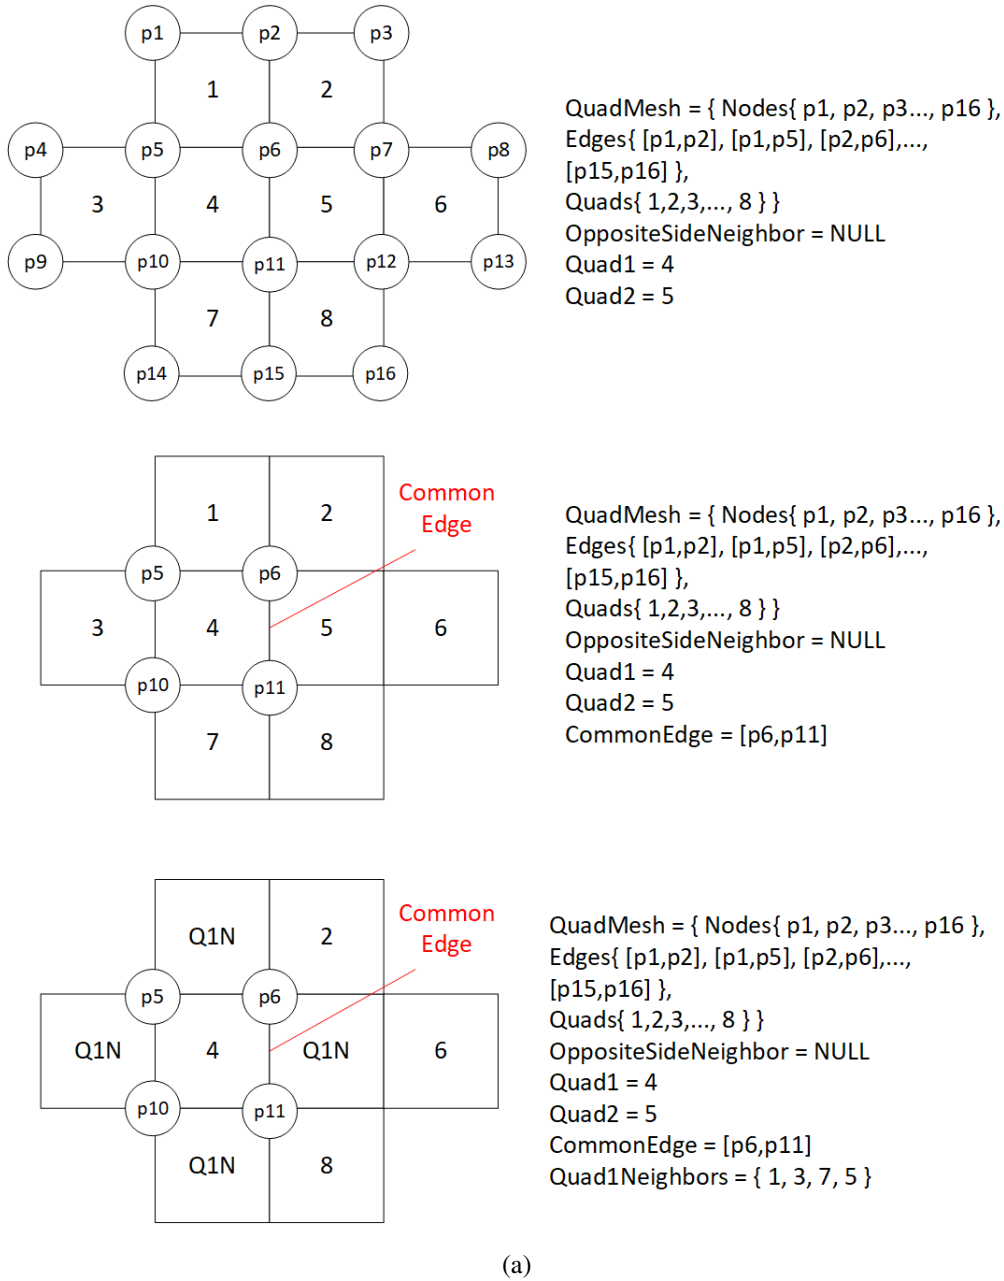 p1 p2 p3
1 2
p4 p5 p6 p7 p8
3 4 5 6
p9 p10 p11 p12 p13
7 8
p14 p15 p16
QuadMesh = { Nodes{ p1, p2, p3..., p16 },
Edges{ [p1,p2], [p1,p5], [p2,p6],...,
[p15,p16] },
Quads{ 1,2,3,..., 8 } }
OppositeSideNeighbor = NULL
Quad1 = 4
Quad2 = 5
Common
Edge
1 2
p5 p6
3 4 5 6
p10 p11
7 8
QuadMesh = { Nodes{ p1, p2, p3..., p16 },
Edges{ [p1,p2], [p1,p5], [p2,p6],...,
[p15,p16] },
Quads{ 1,2,3,..., 8 } }
OppositeSideNeighbor = NULL
Quad1 = 4
Quad2 = 5
CommonEdge = [p6,p11]
Common
Edge
Q1N 2
p5 p6
Q1N 4 Q1N 6
p10 p11
Q1N 8
QuadMesh = { Nodes{ p1, p2, p3..., p16 },
Edges{ [p1,p2], [p1,p5], [p2,p6],...,
[p15,p16] },
Quads{ 1,2,3,..., 8 } }
OppositeSideNeighbor = NULL
Quad1 = 4
Quad2 = 5
CommonEdge = [p6,p11]
Quad1Neighbors = { 1, 3, 7, 5 }
(a)